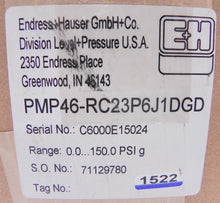 Endress+Hauser GmbH+Co.
Division Level+Pressure U.S.A.
2350 Endress Place
Greenwood, IN 46143
E+H
PMP46-RC23P6J1DGD
Serial No.: C6000E15024
Range: 0.0...150.0 PSI g
S.O. No.: 71129780
Tag No.: 1522